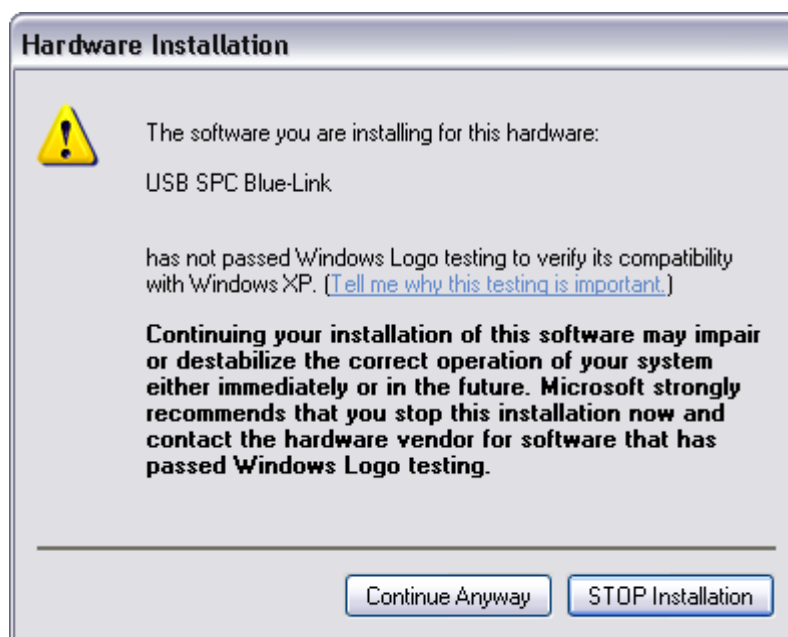 Hardware Installation
The software you are installing for this hardware:
USB SPC Blue-Link
has not passed Windows Logo testing to verify its compatibility
with Windows XP. (Tell me why this testing is important.)
Continuing your installation of this software may impair
or destabilize the correct operation of your system
either immediately or in the future. Microsoft strongly
recommends that you stop this installation now and
contact the hardware vendor for software that has
passed Windows Logo testing.
Continue Anyway
STOP Installation